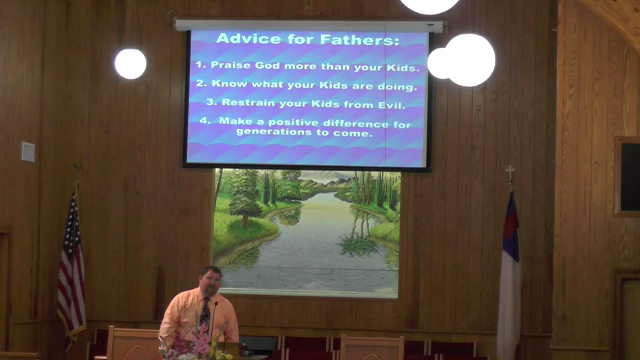 Advice for Fathers:
1. Praise God more than your Kids.
2. Know what your Kids are doing.
3. Restrain your Kids from Evil.
4. Make a positive difference for
generations to come.